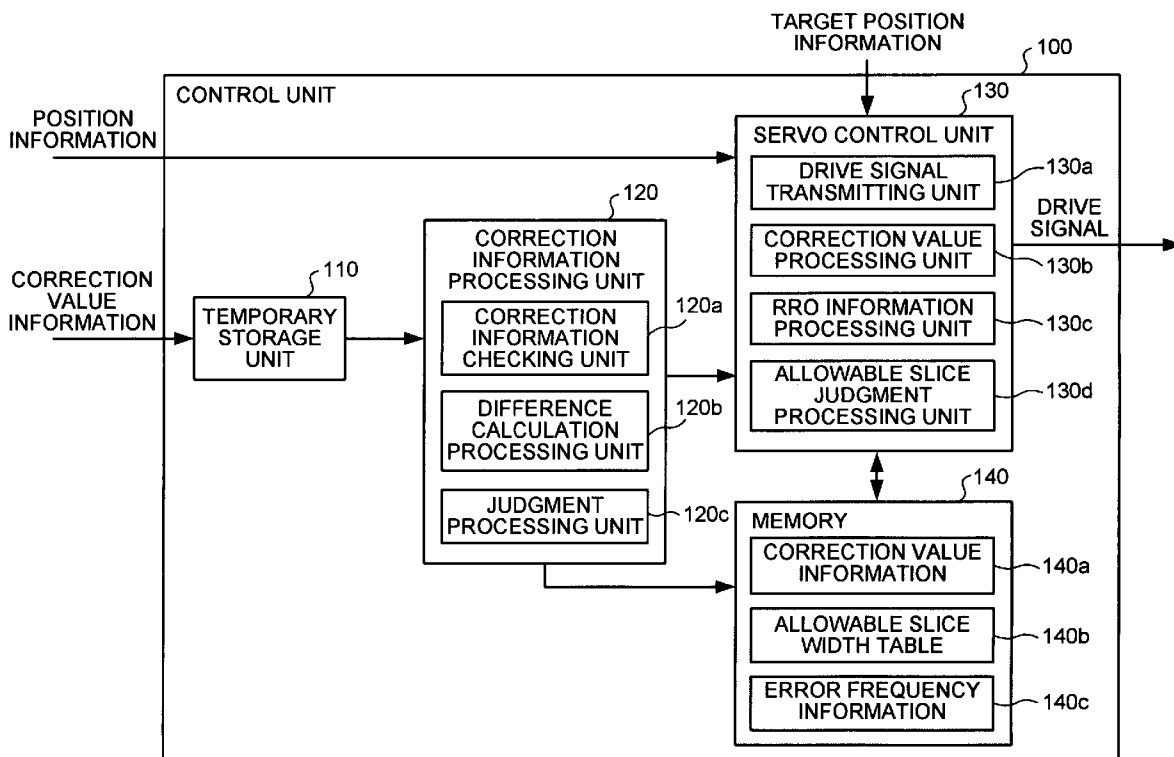 TARGET POSITION
INFORMATION
100
CONTROL UNIT
POSITION
INFORMATION
130
SERVO CONTROL UNIT
DRIVE SIGNAL
TRANSMITTING UNIT
130a
CORRECTION VALUE
PROCESSING UNIT
130b
RRO INFORMATION
PROCESSING UNIT
130c
ALLOWABLE SLICE
JUDGMENT
PROCESSING UNIT
130d
DRIVE
SIGNAL
CORRECTION
VALUE
INFORMATION
110
TEMPORARY
STORAGE
UNIT
120
CORRECTION
INFORMATION
PROCESSING UNIT
120a
CORRECTION
INFORMATION
CHECKING UNIT
DIFFERENCE
CALCULATION
PROCESSING UNIT
120b
JUDGMENT
PROCESSING UNIT
120c
140
MEMORY
CORRECTION VALUE
INFORMATION
140a
ALLOWABLE SLICE
WIDTH TABLE
140b
ERROR FREQUENCY
INFORMATION
140c